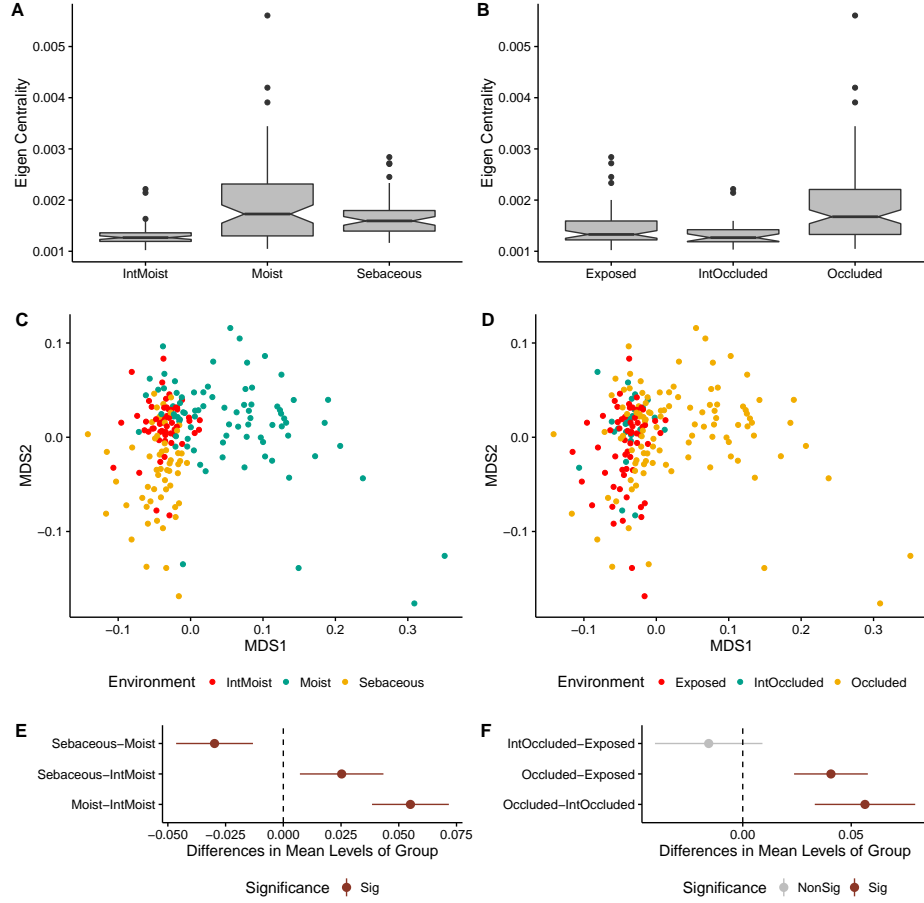 A
B
Eigen Centrality
0.005
0.004
0.003
0.002
0.001
IntMoist Moist Sebaceous
Eigen Centrality
0.005
0.004
0.003
0.002
0.001
Exposed IntOccluded Occluded
C
D
MDS2
0.1
0.0
−0.1
−0.1 0.0 0.1 0.2 0.3
MDS1
Environment IntMoist Moist Sebaceous
MDS2
0.1
0.0
−0.1
−0.1 0.0 0.1 0.2 0.3
MDS1
Environment Exposed IntOccluded Occluded
E
Sebaceous−Moist
Sebaceous−IntMoist
Moist−IntMoist
−0.050 −0.025 0.000 0.025 0.050 0.075
Differences in Mean Levels of Group
Significance Sig
F
IntOccluded−Exposed
Occluded−Exposed
Occluded−IntOccluded
0.00 0.05
Differences in Mean Levels of Group
Significance NonSig Sig